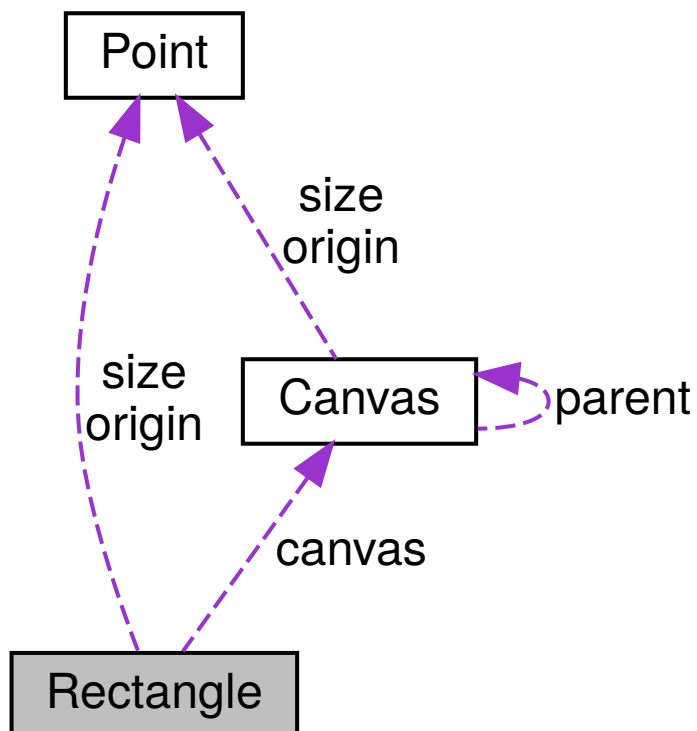 Point
size
origin
size
origin
Canvas
parent
canvas
Rectangle